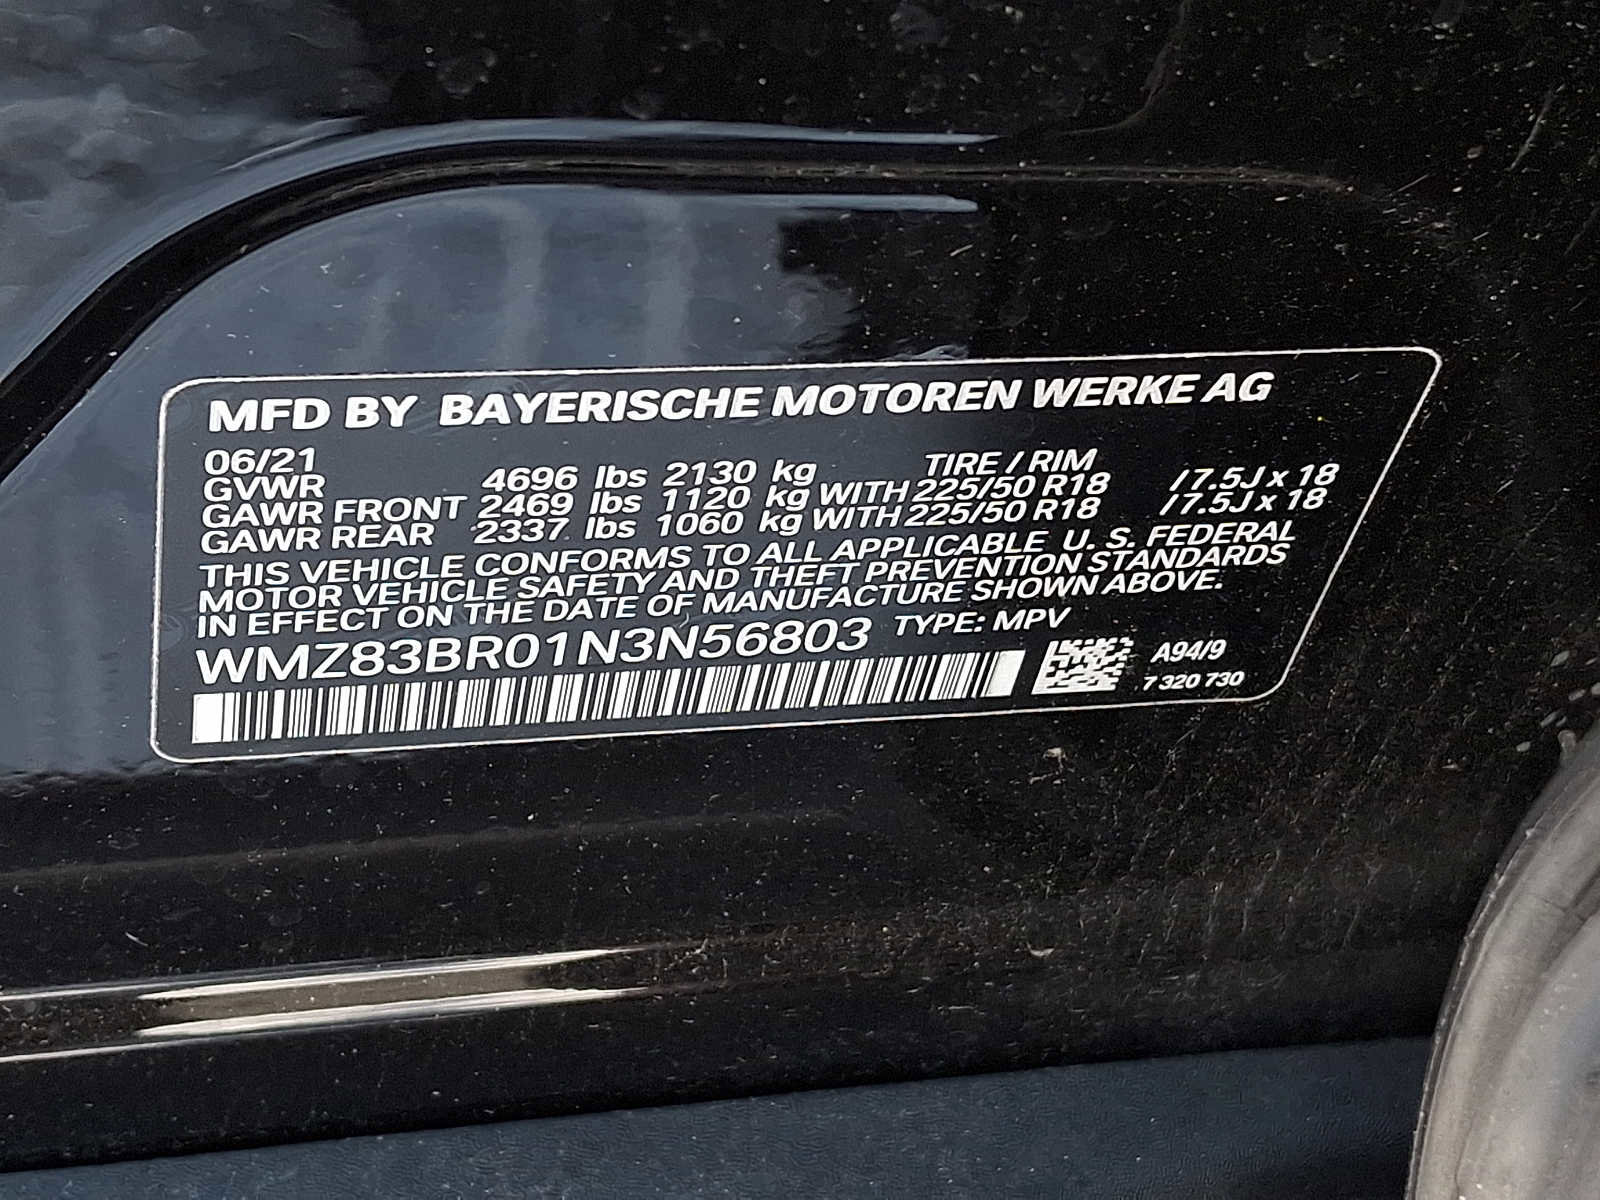 MFD BY BAYERISCHE MOTOREN WERKE AG
06/21 TIRE / RIM
GVWR 4696 lbs 2130 kg
GAWR FRONT 2469 lbs 1120 kg WITH 225/50 R18 / 7.5J x 18
GAWR REAR 2337 lbs 1060 kg WITH 225/50 R18 / 7.5J x 18
THIS VEHICLE CONFORMS TO ALL APPLICABLE U. S. FEDERAL
MOTOR VEHICLE SAFETY AND THEFT PREVENTION STANDARDS
IN EFFECT ON THE DATE OF MANUFACTURE SHOWN ABOVE.
WMZ83BR01N3N56803 TYPE: MPV
A94/9
7 320 730